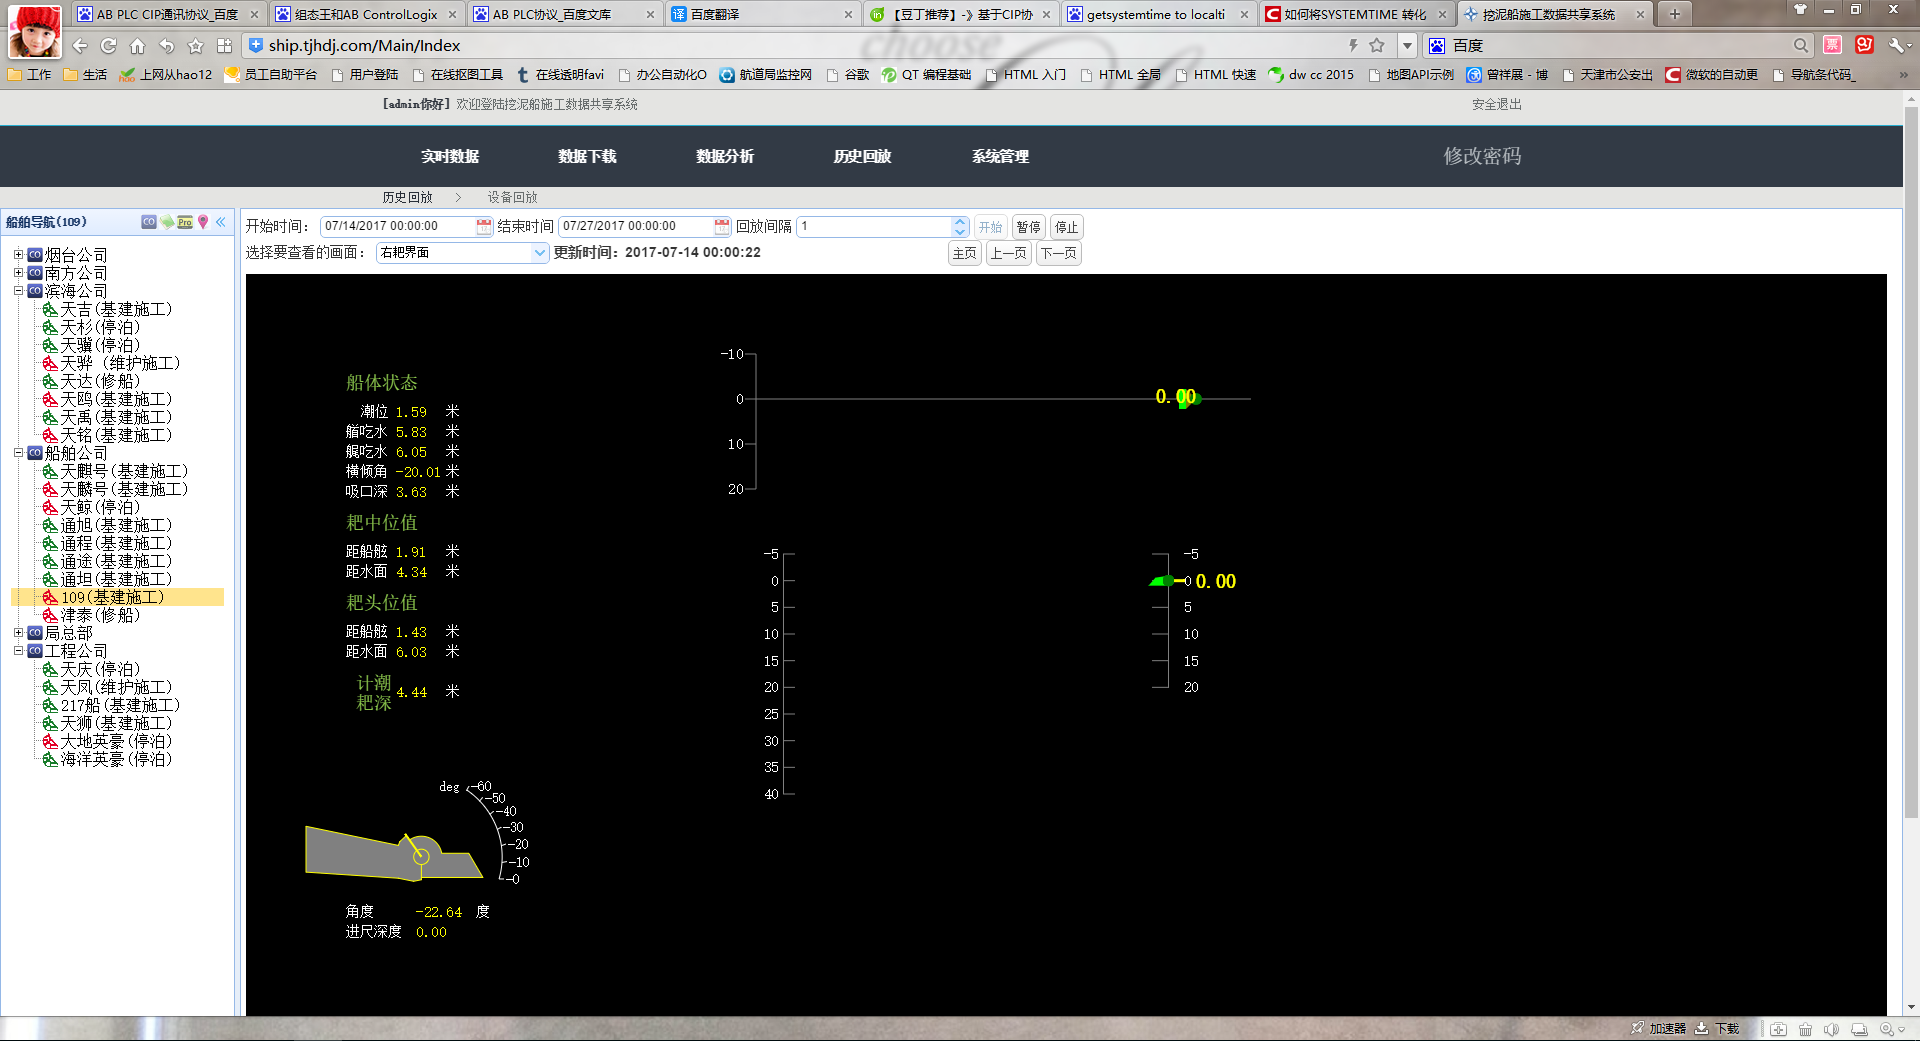 AB PLC CIP通讯协议_百度
组态王和AB ControlLogix
AB PLC协议_百度文库
百度翻译
【豆丁推荐】-》基于CIP协
getsystemtime to localti
如何将SYSTEMTIME 转化
挖泥船施工数据共享系统
ship.tjhdj.com/Main/Index
百度
工作
生活
上网从hao12
员工自助平台
用户登陆
在线抠图工具
在线透明favi
办公自动化O
航道局监控网
谷歌
QT 编程基础
HTML 入门
HTML 全局
HTML 快速
dw cc 2015
地图API示例
曾祥展 - 博
天津市公安出
微软的自动更
导航条代码_
[admin你好] 欢迎登陆挖泥船施工数据共享系统
安全退出
实时数据 数据下载 数据分析 历史回放 系统管理
修改密码
历史回放 > 设备回放
船舶导航(109)
烟台公司
南方公司
滨海公司
天吉(基建施工)
天杉(停泊)
天骥(停泊)
天骅 (维护施工)
天达(修船)
天鸥(基建施工)
天禹(基建施工)
天铭(基建施工)
船舶公司
天麒号(基建施工)
天麟号(基建施工)
天鲸(停泊)
通旭(基建施工)
通程(基建施工)
通途(基建施工)
通坦(基建施工)
109(基建施工)
津泰(修船)
局总部
工程公司
天庆(停泊)
天凤(维护施工)
217船(基建施工)
天狮(基建施工)
大地英豪(停泊)
海洋英豪(停泊)
开始时间: 07/14/2017 00:00:00 结束时间 07/27/2017 00:00:00 回放间隔 1 开始 暂停 停止
选择要查看的画面: 右耙界面 更新时间: 2017-07-14 00:00:22 主页 上一页 下一页
船体状态
潮位 1.59 米
艏吃水 5.83 米
艉吃水 6.05 米
横倾角 -20.01 米
吸口深 3.63 米
耙中位值
距船舷 1.91 米
距水面 4.34 米
耙头位值
距船舷 1.43 米
距水面 6.03 米
计潮
耙深 4.44 米
deg -60
-50
-40
-30
-20
-10
-0
角度 -22.64 度
进尺深度 0.00
-10
0
10
20
0.00
-5
0
5
10
15
20
25
30
35
40
-5
0 0.00
5
10
15
20
加速器 下载